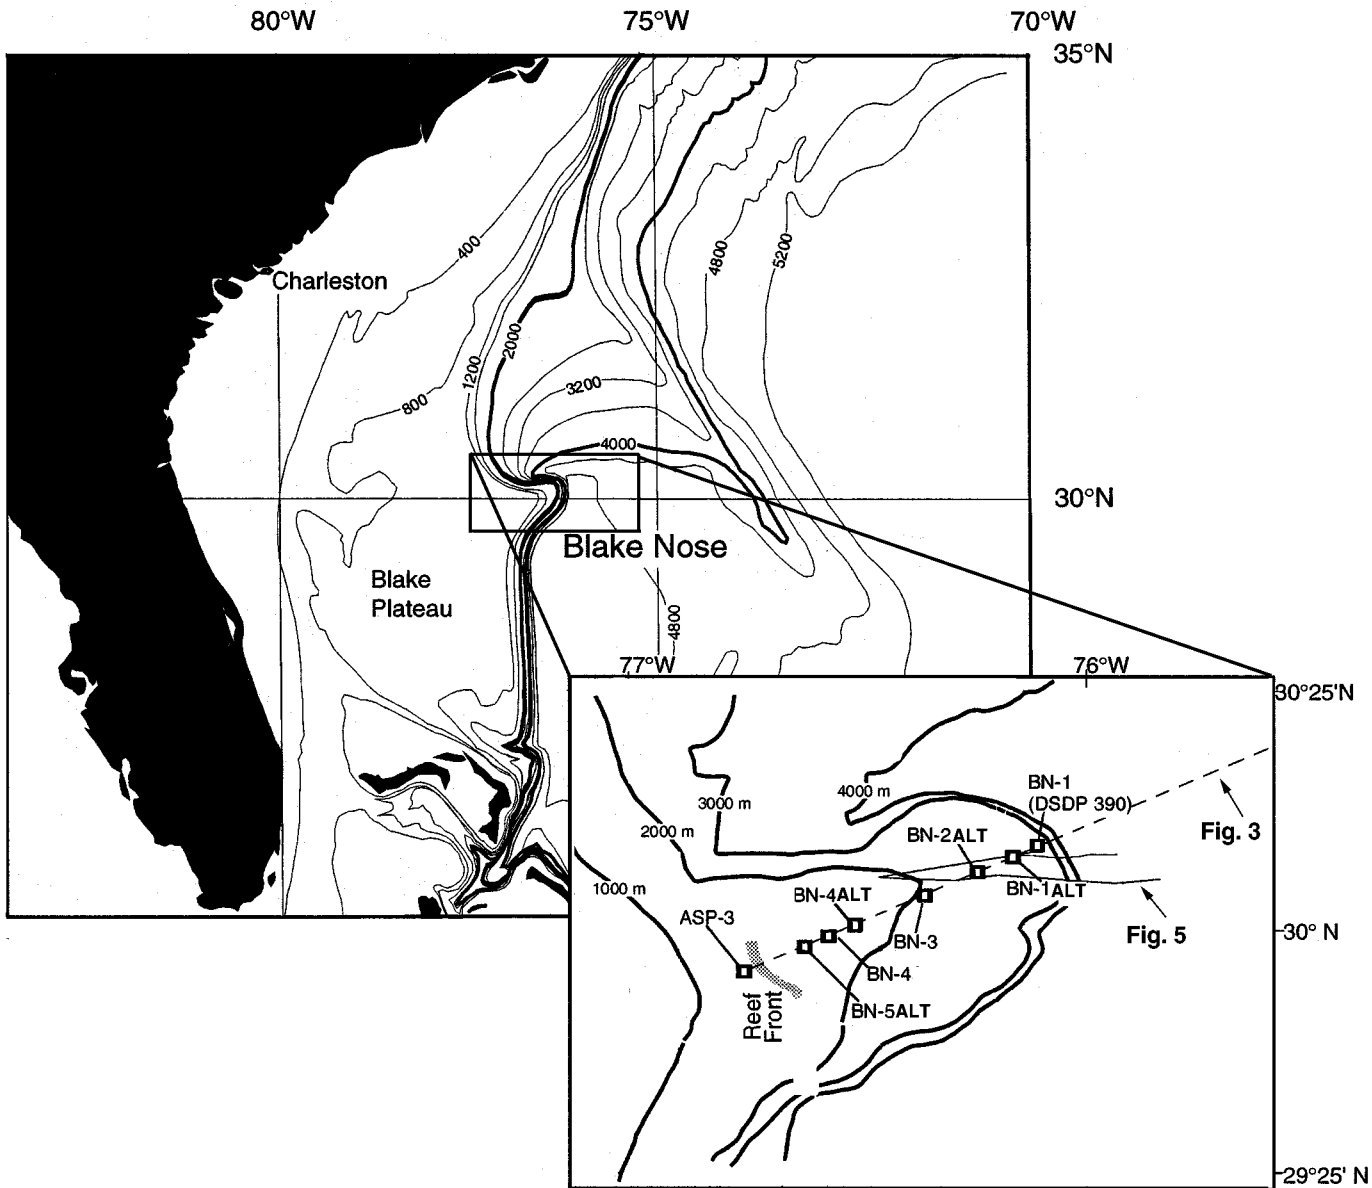 80°W
75°W
70°W
35°N
400
4800
5200
Charleston
2000
1200
3200
800
4000
30°N
Blake Nose
Blake
Plateau
4800
77°W
76°W
30°25'N
BN-1
(DSDP 390)
4000 m
3000 m
Fig. 3
2000 m
BN-2ALT
1000 m
BN-4ALT
BN-1ALT
ASP-3
Fig. 5
30° N
BN-3
BN-4
Reef
Front
BN-5ALT
29°25' N